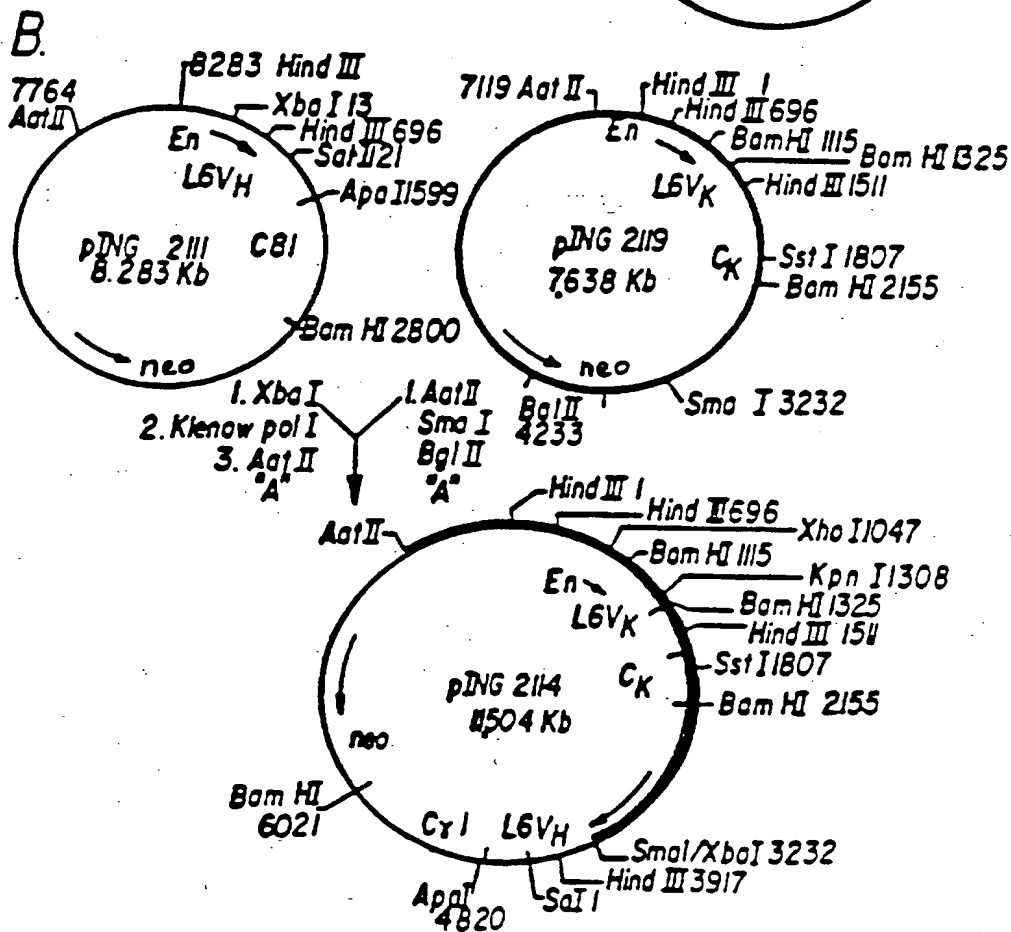 B.
7764
Aat II
8283 Hind III
Xba I 13
Hind III 696
Sal I 1121
Apa I 1599
En
L6VH
pING 2111
8.283 Kb
C81
Bam HI 2800
neo
7119 Aat II
Hind III 1
Hind III 696
Bam HI 1115
Bam HI 1325
Hind III 1511
En
L6VK
pING 2119
7.638 Kb
CK
Sst I 1807
Bam HI 2155
neo
Bgl II
4233
Sma I 3232
1. Xba I
2. Klenow pol I
3. Aat II
"A"
1. Aat II
Sma I
Bgl II
"A"
Aat II
Hind III 1
Hind III 696
Xho I 1047
Bam HI 1115
Kpn I 1308
Bam HI 1325
Hind III 1511
Sst I 1807
Bam HI 2155
En
L6VK
CK
pING 2114
11,504 Kb
neo
Bam HI
6021
Cγ1
L6VH
Apa I
4820
Sal I
Hind III 3917
SmaI/XbaI 3232